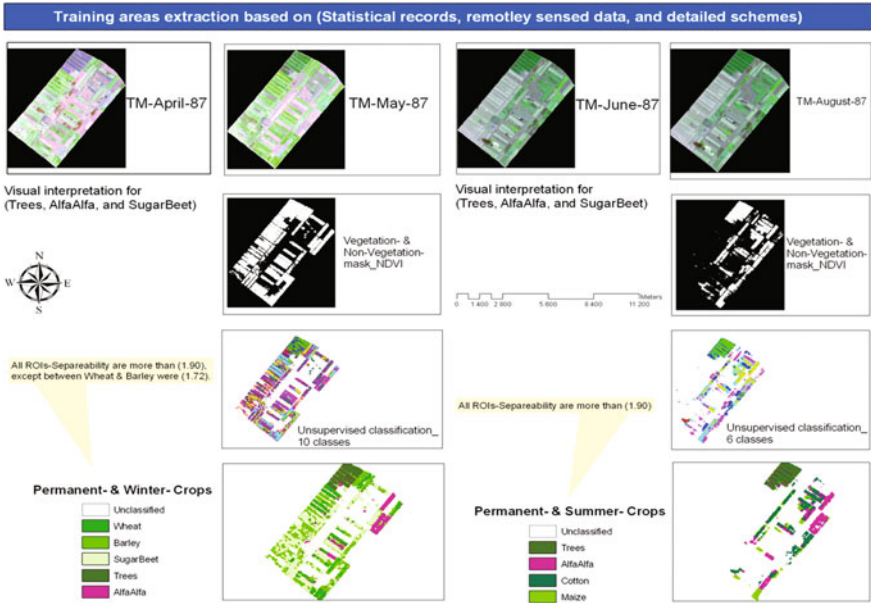 Training areas extraction based on (Statistical records, remotley sensed data, and detailed schemes)
TM-April-87
TM-May-87
TM-June-87
TM-August-87
Visual interpretation for
(Trees, AlfaAlfa, and SugarBeet)
Visual interpretation for
(Trees, AlfaAlfa, and SugarBeet)
N
W E
S
Vegetation- &
Non-Vegetation-
mask_NDVI
Meters
0 1 400 2 800 5 600 8 400 11 200
Vegetation- &
Non-Vegetation-
mask_NDVI
All ROIs-Separeability are more than (1.90),
except between Wheat & Barley were (1.72).
Unsupervised classification_
10 classes
All ROIs-Separeability are more than (1.90)
Unsupervised classification_
6 classes
Permanent- & Winter- Crops
Unclassified
Wheat
Barley
SugarBeet
Trees
AlfaAlfa
Permanent- & Summer- Crops
Unclassified
Trees
AlfaAlfa
Cotton
Maize